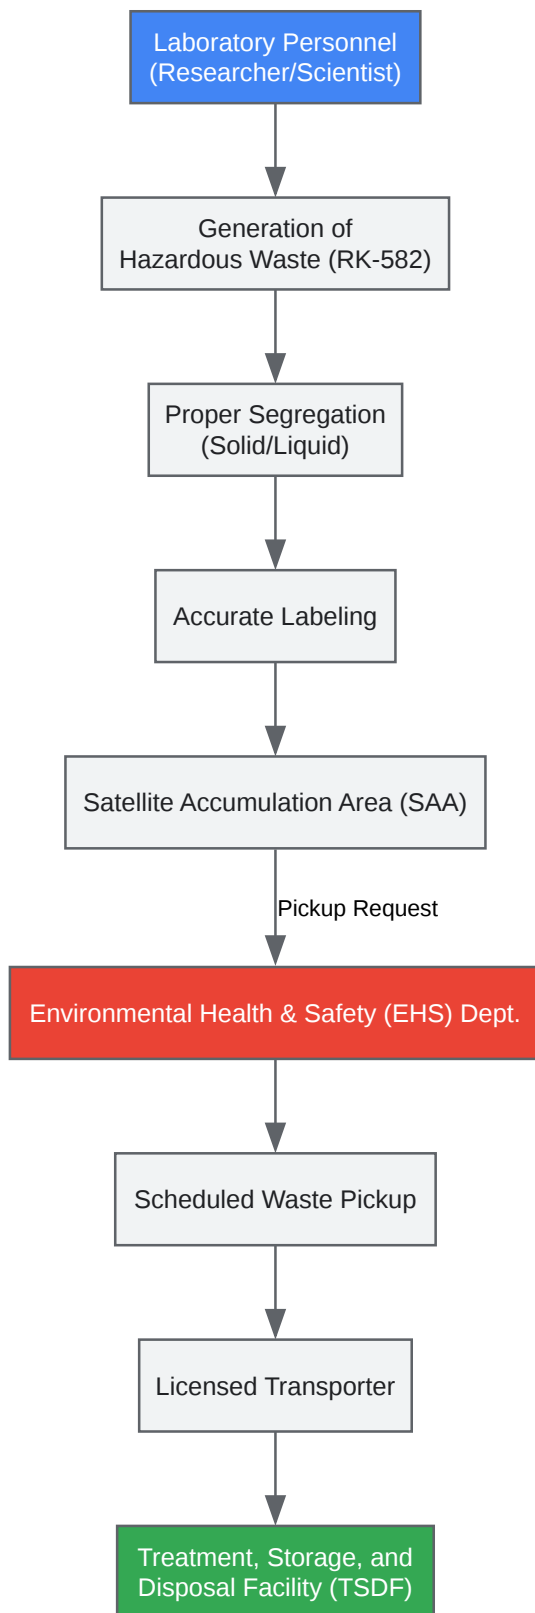 Laboratory Personnel
(Researcher/Scientist)
Generation of
Hazardous Waste (RK-582)
Proper Segregation
(Solid/Liquid)
Accurate Labeling
Satellite Accumulation Area (SAA)
Pickup Request
Environmental Health & Safety (EHS) Dept.
Scheduled Waste Pickup
Licensed Transporter
Treatment, Storage, and
Disposal Facility (TSDF)